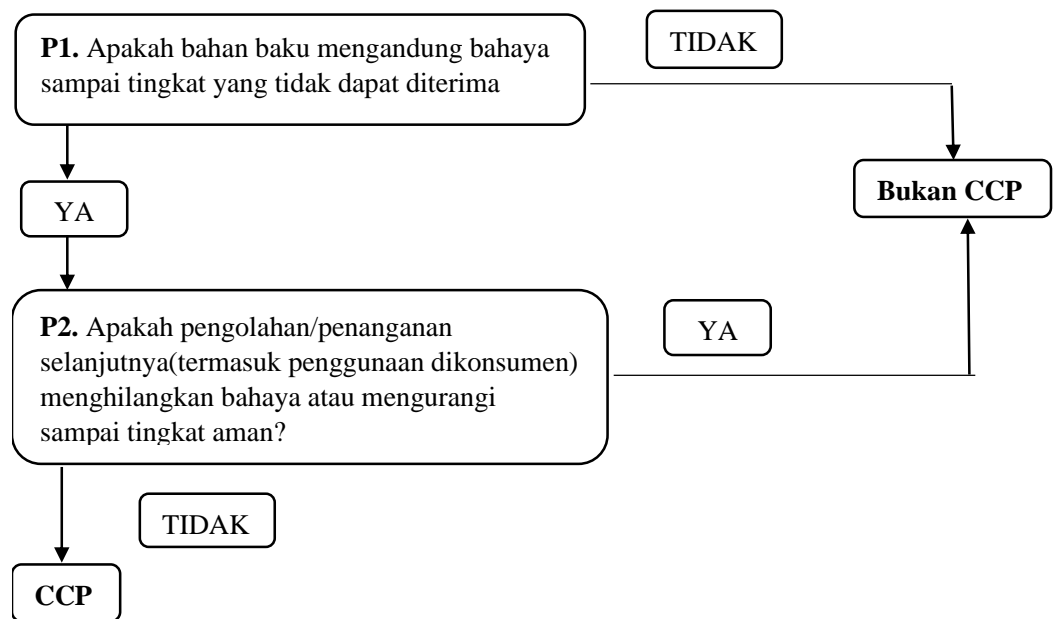 P1. Apakah bahan baku mengandung bahaya
sampai tingkat yang tidak dapat diterima
TIDAK
Bukan CCP
YA
P2. Apakah pengolahan/penanganan
selanjutnya(termasuk penggunaan dikonsumen)
menghilangkan bahaya atau mengurangi
sampai tingkat aman?
YA
TIDAK
CCP